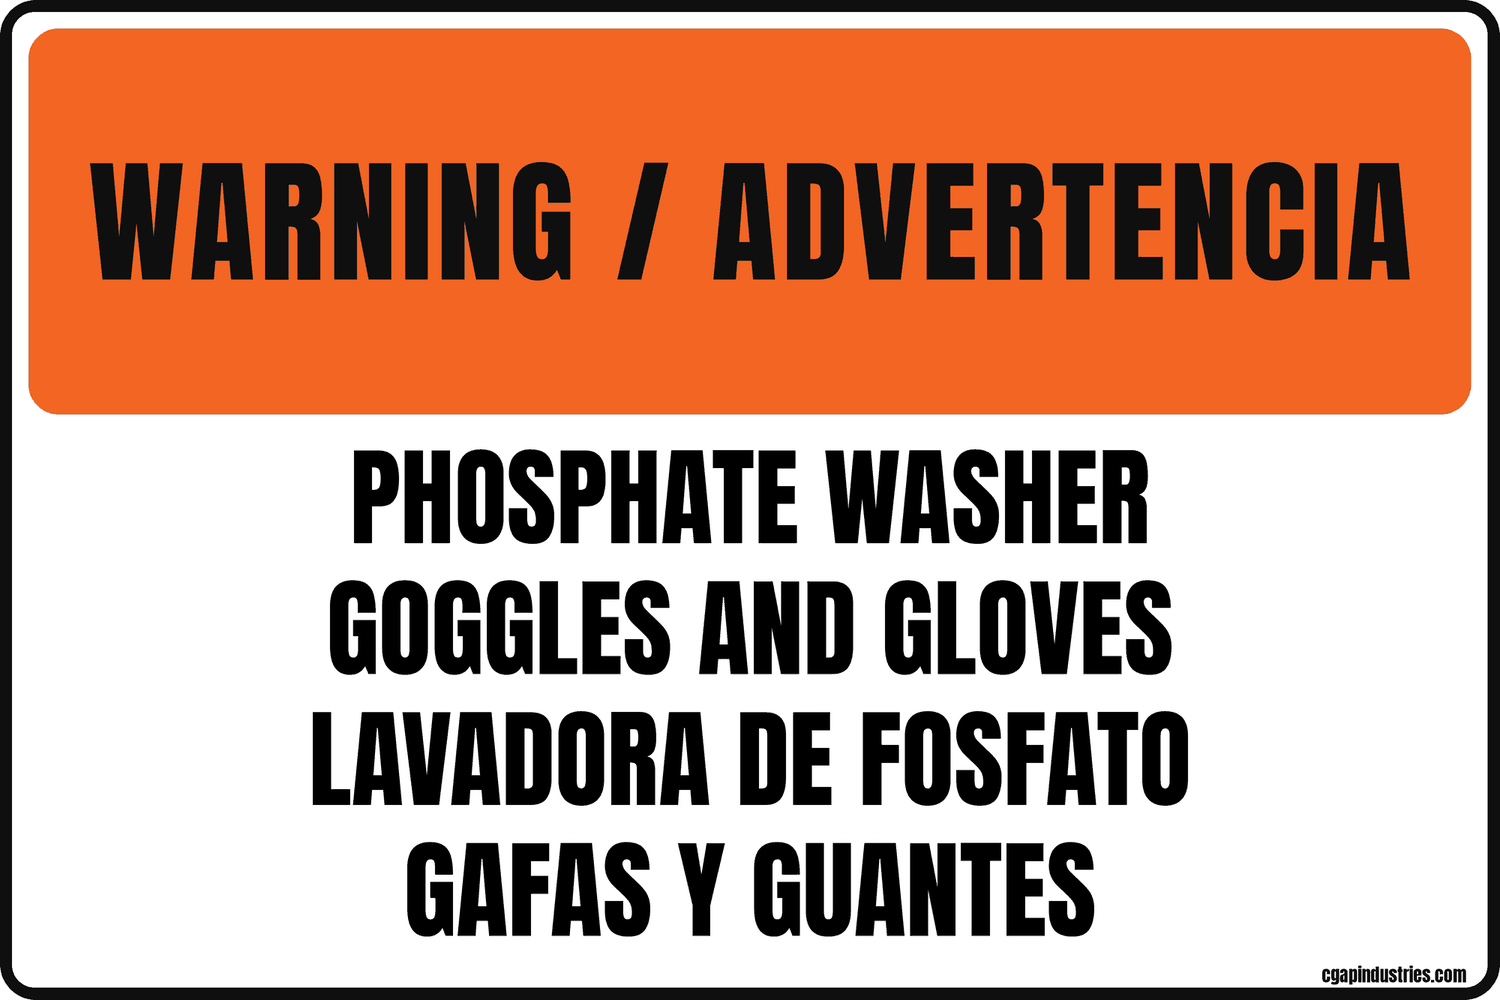 WARNING / ADVERTENCIA
PHOSPHATE WASHER
GOGGLES AND GLOVES
LAVADORA DE FOSFATO
GAFAS Y GUANTES
cgapindustries.com